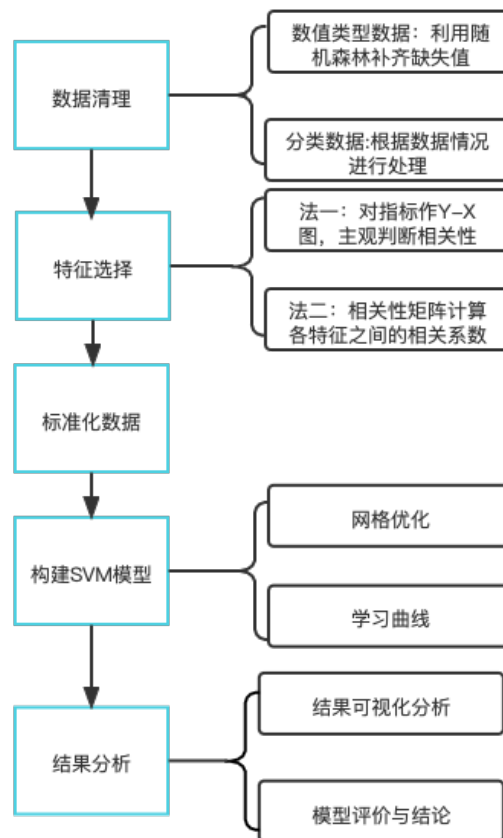 数据清理
数值类型数据：利用随
机森林补齐缺失值
分类数据:根据数据情况
进行处理
特征选择
法一：对指标作Y-X
图，主观判断相关性
法二：相关性矩阵计算
各特征之间的相关系数
标准化数据
构建SVM模型
网格优化
学习曲线
结果分析
结果可视化分析
模型评价与结论